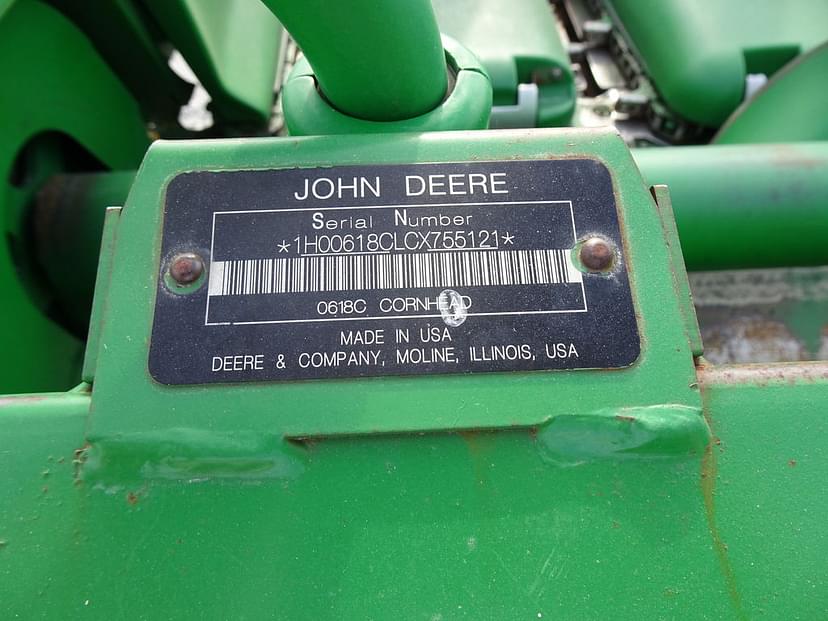 JOHN DEERE
Serial Number
*1H00618CLCX755121*
0618C CORNHEAD
MADE IN USA
DEERE & COMPANY, MOLINE, ILLINOIS, USA